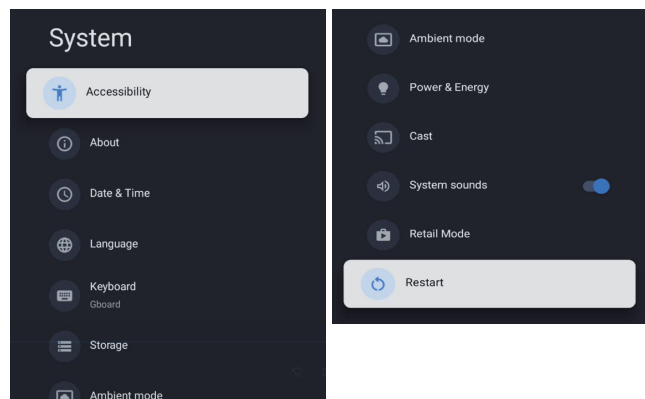 System
Accessibility
About
Date & Time
Language
Keyboard
Gboard
Storage
Ambient mode
Ambient mode
Power & Energy
Cast
System sounds
Retail Mode
Restart